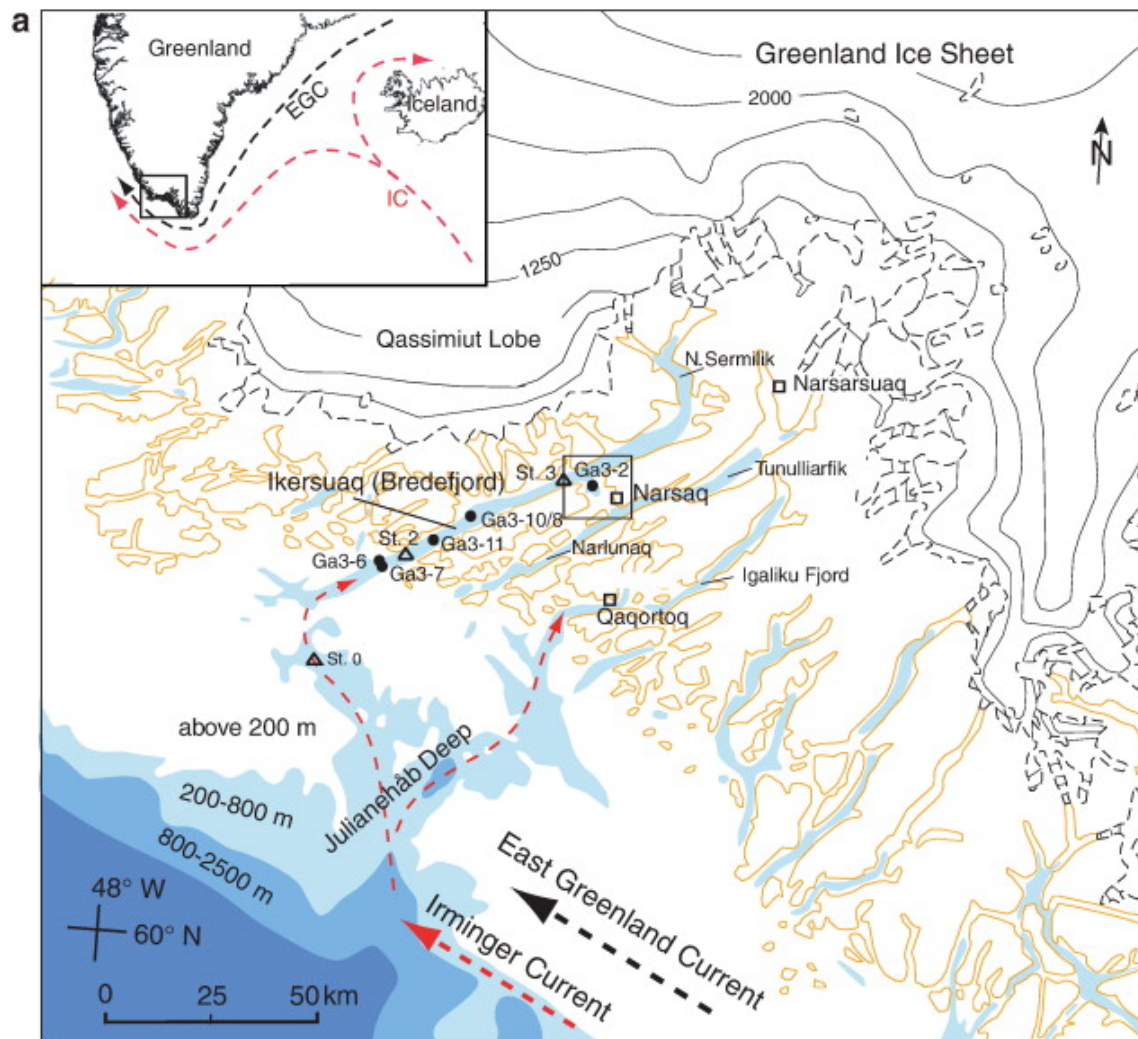 a
Greenland
EGC
Iceland
IC
Greenland Ice Sheet
2000
N
1250
Qassimiut Lobe
N.Sermilik
Narsarsuaq
St. 3
Ga3-2
Tunulliarfik
Ikersuaq (Bredefjord)
Narsaq
Ga3-10/8
St. 2
Ga3-11
Narlunaq
Ga3-6
Ga3-7
Igaliku Fjord
Qaqortoq
St. 0
above 200 m
Julianehåb Deep
200-800 m
800-2500 m
East Greenland Current
Irminger Current
48° W
60° N
0 25 50 km